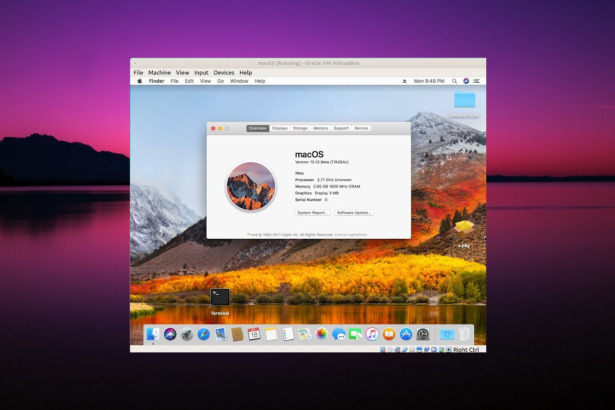 macOS [Running] - Oracle VM VirtualBox
File Machine View Input Devices Help
Finder File Edit View Go Window Help Mon 9:49 PM
Overview Displays Storage Memory Support Service
macOS
Version 10.13 Beta
iMac
Processor 3.71 GHz Unknown
Memory 2.00 GB 1600 MHz DRAM
Graphics Display 3 MB
Serial Number 0
System Report... Software Update...
™ and © 1983-2017 Apple Inc. All Rights Reserved. License Agreement
>_
Terminal
18
Right Ctrl